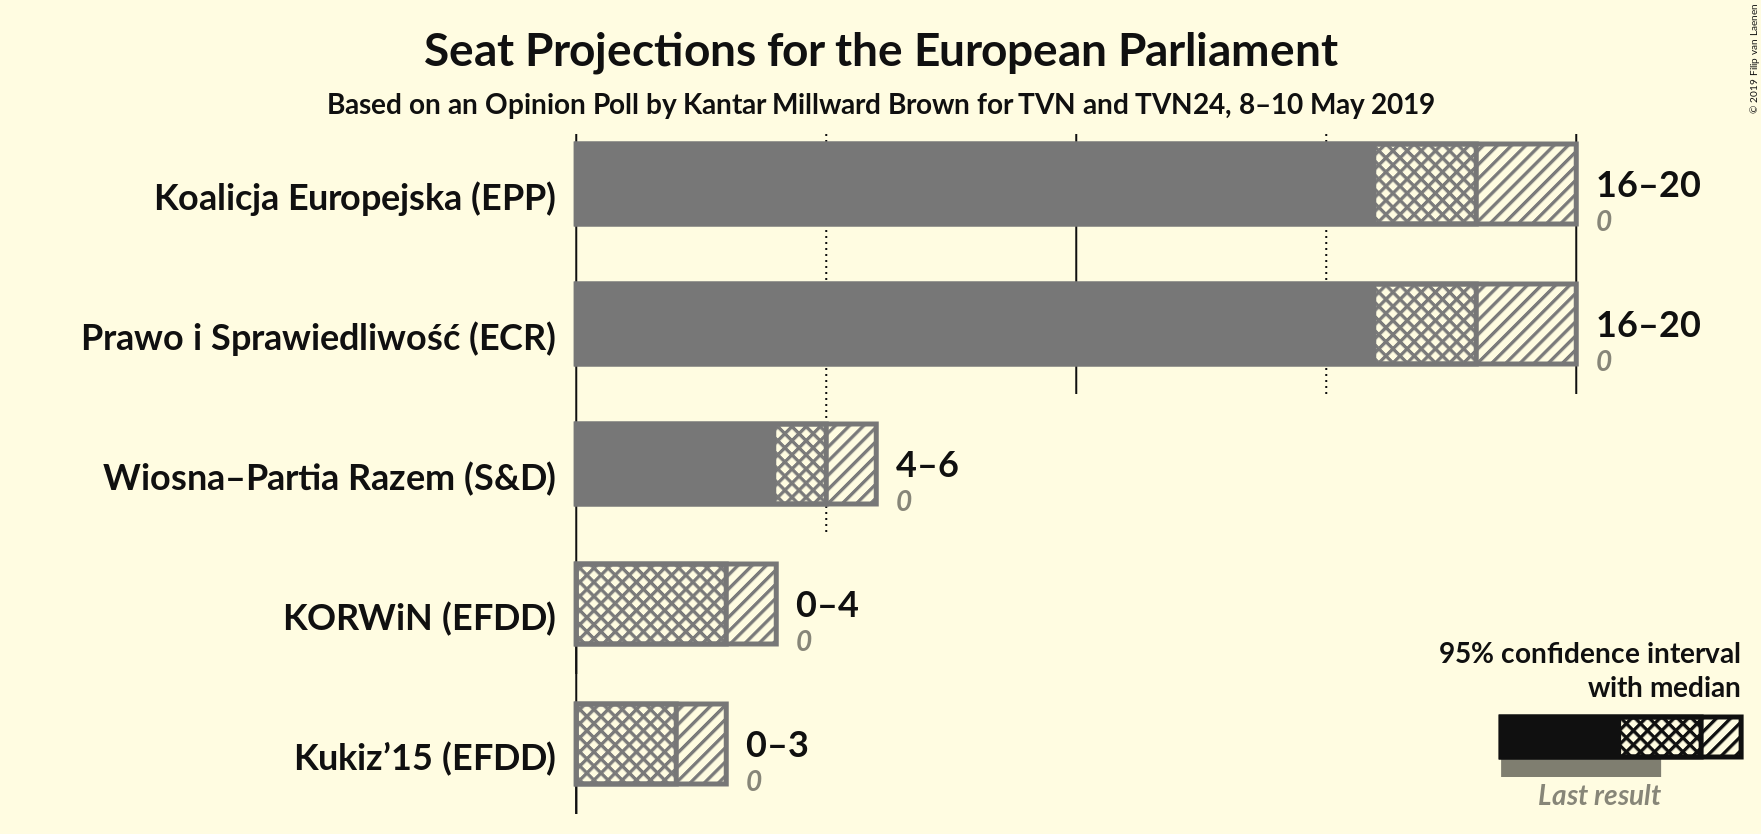 Seat Projections for the European Parliament
Based on an Opinion Poll by Kantar Millward Brown for TVN and TVN24, 8–10 May 2019
© 2019 Filip van Laenen
Koalicja Europejska (EPP)
16–20
0
Prawo i Sprawiedliwość (ECR)
16–20
0
Wiosna–Partia Razem (S&D)
4–6
0
KORWiN (EFDD)
0–4
0
Kukiz’15 (EFDD)
0–3
0
95% confidence interval
with median
Last result